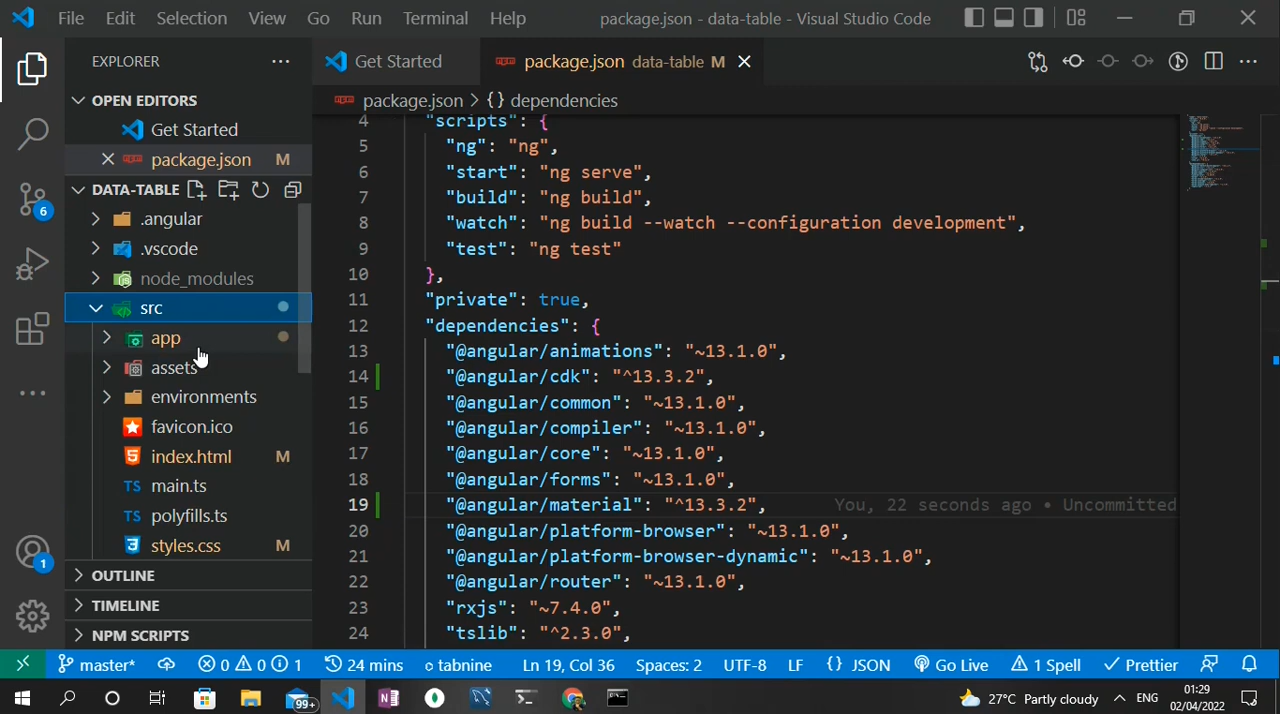 File Edit Selection View Go Run Terminal Help package.json - data-table - Visual Studio Code
EXPLORER
OPEN EDITORS
Get Started
package.json M
DATA-TABLE
.angular
.vscode
node_modules
src
app
assets
environments
favicon.ico
index.html M
main.ts
TS
polyfills.ts
TS
styles.css M
OUTLINE
TIMELINE
NPM SCRIPTS
6
1
Get Started package.json data-table M
package.json > {} dependencies
4 "scripts": {
5 "ng": "ng",
6 "start": "ng serve",
7 "build": "ng build",
8 "watch": "ng build --watch --configuration development",
9 "test": "ng test"
10 },
11 "private": true,
12 "dependencies": {
13 "@angular/animations": "~13.1.0",
14 "@angular/cdk": "^13.3.2",
15 "@angular/common": "~13.1.0",
16 "@angular/compiler": "~13.1.0",
17 "@angular/core": "~13.1.0",
18 "@angular/forms": "~13.1.0",
19 "@angular/material": "^13.3.2", You, 22 seconds ago • Uncommitted
20 "@angular/platform-browser": "~13.1.0",
21 "@angular/platform-browser-dynamic": "~13.1.0",
22 "@angular/router": "~13.1.0",
23 "rxjs": "~7.4.0",
24 "tslib": "^2.3.0",
master* 0 0 1 24 mins tabnine Ln 19, Col 36 Spaces: 2 UTF-8 LF {} JSON Go Live 1 Spell Prettier
99+ 27°C Partly cloudy ENG 01:29
02/04/2022